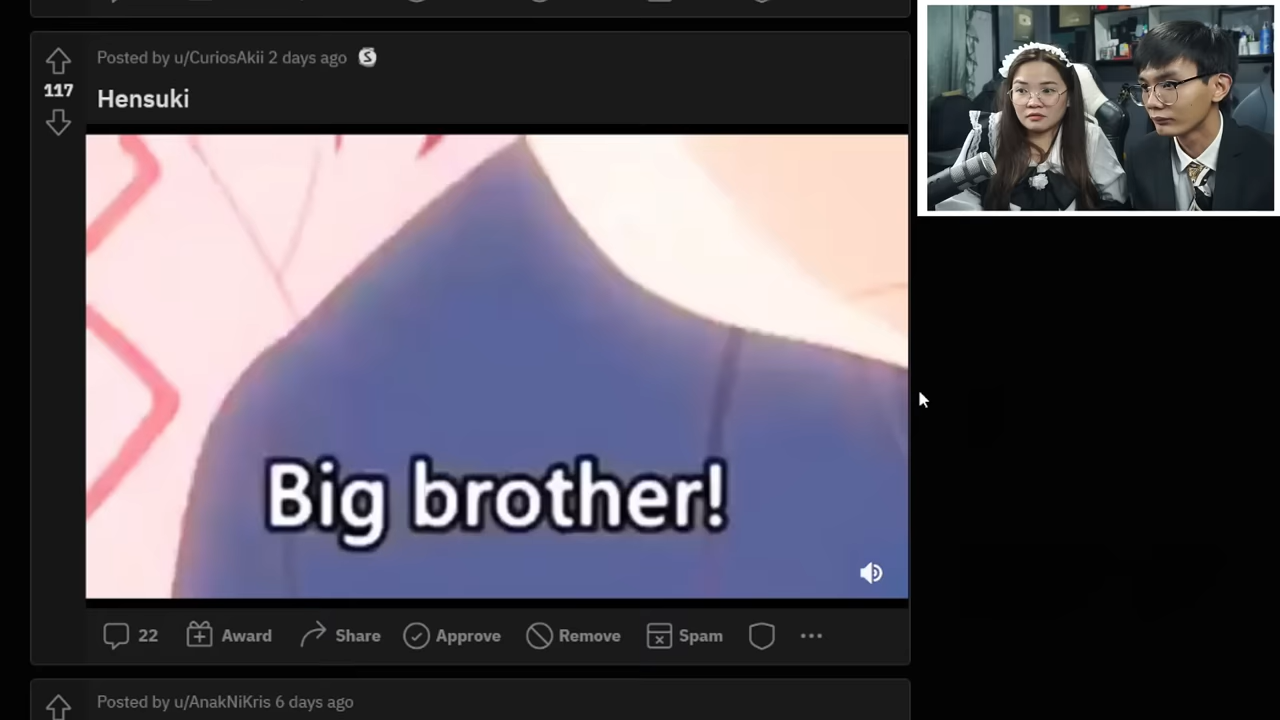 Posted by u/CuriosAkii 2 days ago
117
Hensuki
Big brother!
22 Award Share Approve Remove Spam
Posted by u/AnakNiKris 6 days ago